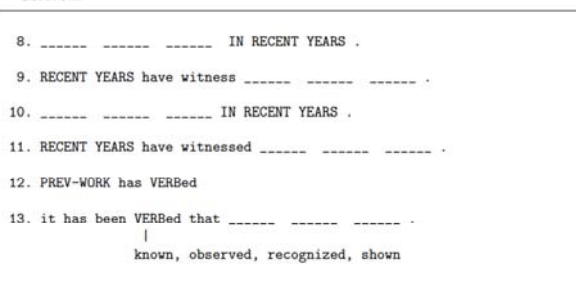 8. ______ ______ ______ IN RECENT YEARS .
9. RECENT YEARS have witness ______ ______ ______ .
10. ______ ______ ______ IN RECENT YEARS .
11. RECENT YEARS have witnessed ______ ______ ______ .
12. PREV-WORK has VERBed
13. it has been VERBed that ______ ______ ______ .
|
known, observed, recognized, shown